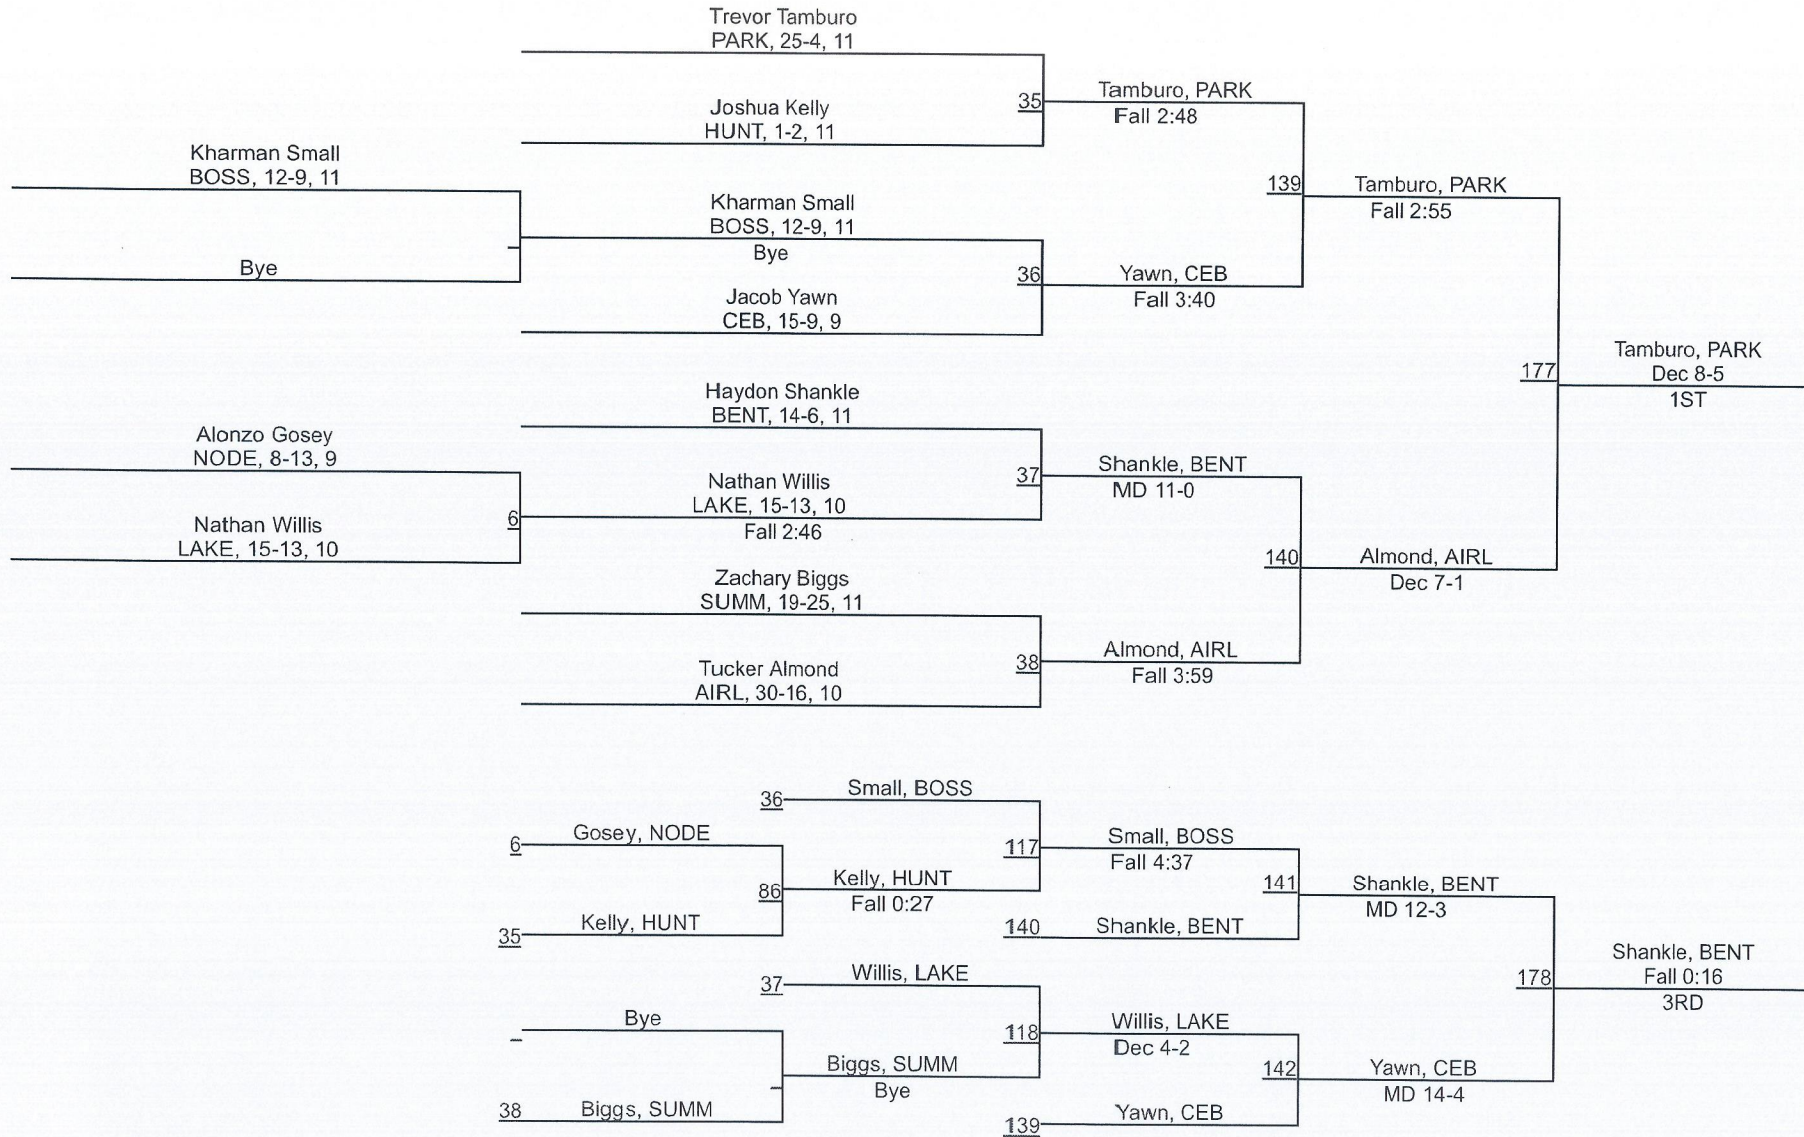 Trevor Tamburo
PARK, 25-4, 11
35
Tamburo, PARK
Fall 2:48
Joshua Kelly
HUNT, 1-2, 11
Kharman Small
BOSS, 12-9, 11
139
Tamburo, PARK
Fall 2:55
Kharman Small
BOSS, 12-9, 11
Bye
Bye
36
Yawn, CEB
Fall 3:40
Jacob Yawn
CEB, 15-9, 9
177
Tamburo, PARK
Dec 8-5
1ST
Haydon Shankle
BENT, 14-6, 11
Alonzo Gosey
NODE, 8-13, 9
37
Shankle, BENT
MD 11-0
Nathan Willis
LAKE, 15-13, 10
Fall 2:46
6
Nathan Willis
LAKE, 15-13, 10
140
Almond, AIRL
Dec 7-1
Zachary Biggs
SUMM, 19-25, 11
38
Almond, AIRL
Fall 3:59
Tucker Almond
AIRL, 30-16, 10
36
Small, BOSS
6
Gosey, NODE
117
Small, BOSS
Fall 4:37
86
Kelly, HUNT
Fall 0:27
141
Shankle, BENT
MD 12-3
35
Kelly, HUNT
140
Shankle, BENT
37
Willis, LAKE
178
Shankle, BENT
Fall 0:16
3RD
Bye
118
Willis, LAKE
Dec 4-2
Biggs, SUMM
Bye
142
Yawn, CEB
MD 14-4
38
Biggs, SUMM
139
Yawn, CEB